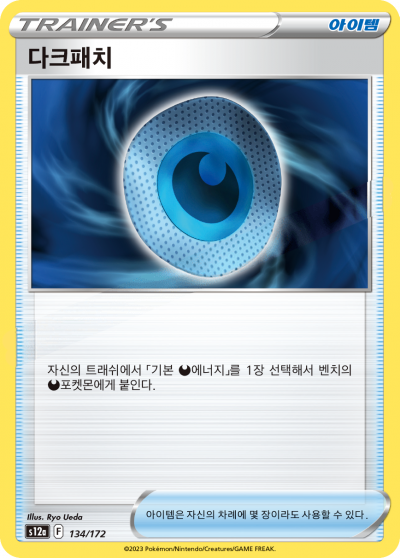 TRAINER'S
아이템
다크패치
자신의 트래쉬에서 「기본 에너지」를 1장 선택해서 벤치의
포켓몬에게 붙인다.
Illus. Ryo Ueda
s12a F 134/172
아이템은 자신의 차례에 몇 장이라도 사용할 수 있다.
©2023 Pokémon/Nintendo/Creatures/GAME FREAK.